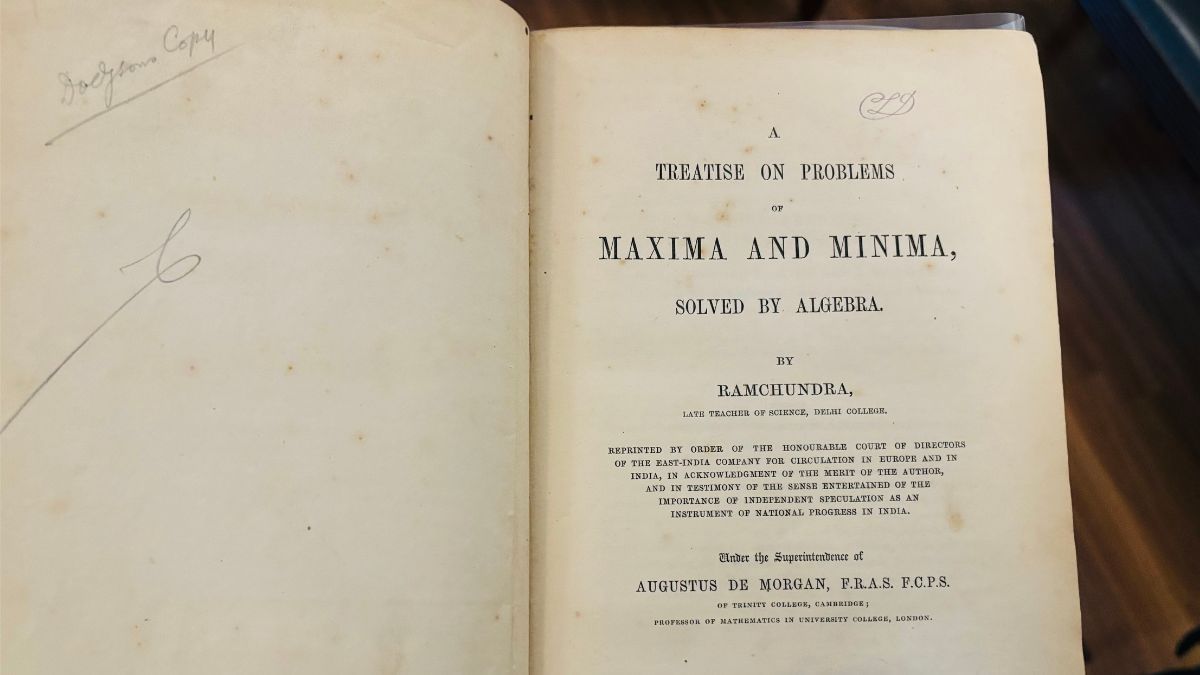 Dodgsons Copy
CLD
A
TREATISE ON PROBLEMS
OF
MAXIMA AND MINIMA,
SOLVED BY ALGEBRA.
BY
RAMCHUNDRA,
LATE TEACHER OF SCIENCE, DELHI COLLEGE.
REPRINTED BY ORDER OF THE HONOURABLE COURT OF DIRECTORS
OF THE EAST-INDIA COMPANY FOR CIRCULATION IN EUROPE AND IN
INDIA, IN ACKNOWLEDGMENT OF THE MERIT OF THE AUTHOR,
AND IN TESTIMONY OF THE SENSE ENTERTAINED OF THE
IMPORTANCE OF INDEPENDENT SPECULATION AS AN
INSTRUMENT OF NATIONAL PROGRESS IN INDIA.
Under the Superintendence of
AUGUSTUS DE MORGAN, F.R.A.S. F.C.P.S.
OF TRINITY COLLEGE, CAMBRIDGE;
PROFESSOR OF MATHEMATICS IN UNIVERSITY COLLEGE, LONDON.